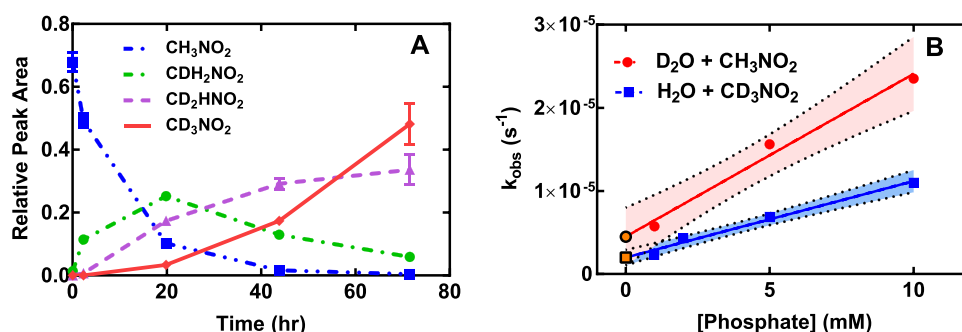 A
CH₃NO₂
CDH₂NO₂
CD₂HNO₂
CD₃NO₂
Relative Peak Area
0.8
0.6
0.4
0.2
0.0
0 20 40 60 80
Time (hr)
B
D₂O + CH₃NO₂
H₂O + CD₃NO₂
k_obs (s⁻¹)
3×10⁻⁵
2×10⁻⁵
1×10⁻⁵
0
0 5 10
[Phosphate] (mM)